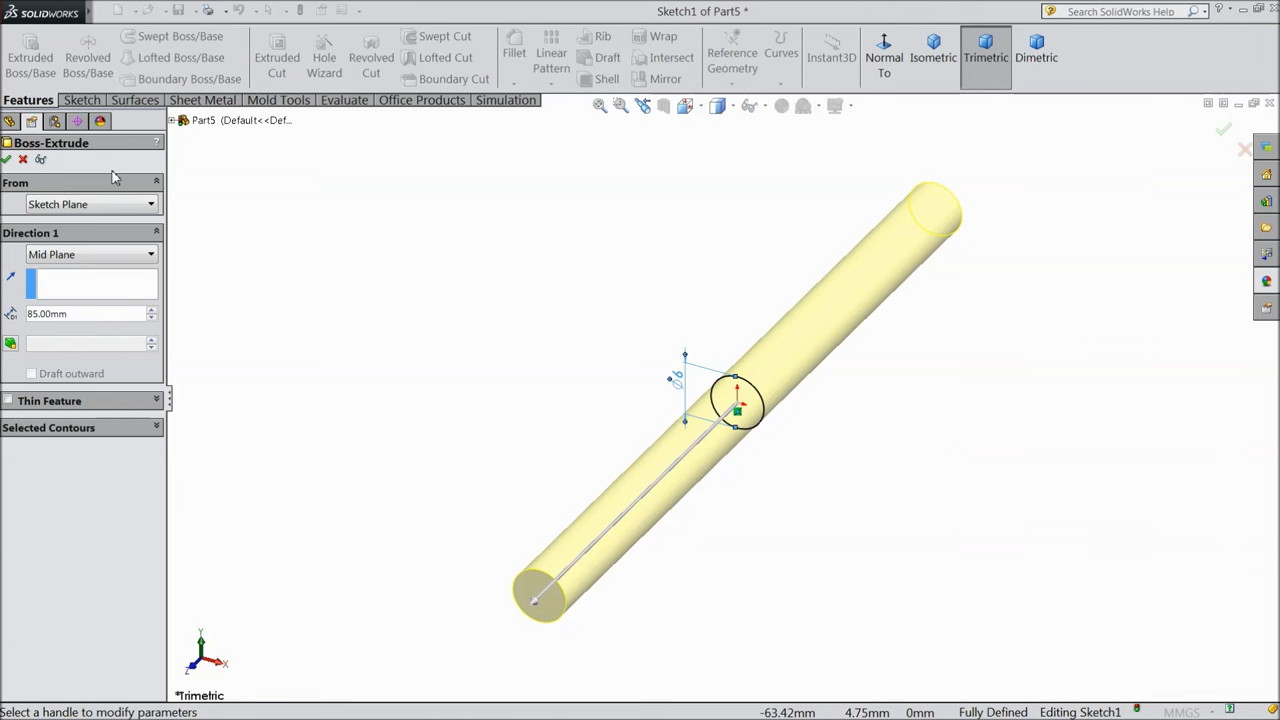 SOLIDWORKS
Sketch1 of Part5 *
Search SolidWorks Help
Extruded Boss/Base
Revolved Boss/Base
Swept Boss/Base
Lofted Boss/Base
Boundary Boss/Base
Extruded Cut
Hole Wizard
Revolved Cut
Swept Cut
Lofted Cut
Boundary Cut
Fillet
Linear Pattern
Rib
Draft
Shell
Wrap
Intersect
Mirror
Reference Geometry
Curves
Instant3D
Normal To
Isometric
Trimetric
Dimetric
Features
Sketch
Surfaces
Sheet Metal
Mold Tools
Evaluate
Office Products
Simulation
Part5 (Default<<Def...
Boss-Extrude
?
From
Sketch Plane
Direction 1
Mid Plane
85.00mm
Draft outward
Thin Feature
Selected Contours
Ø6
Y
X
Z
*Trimetric
Select a handle to modify parameters
-63.42mm
4.75mm
0mm
Fully Defined
Editing Sketch1
MMGS